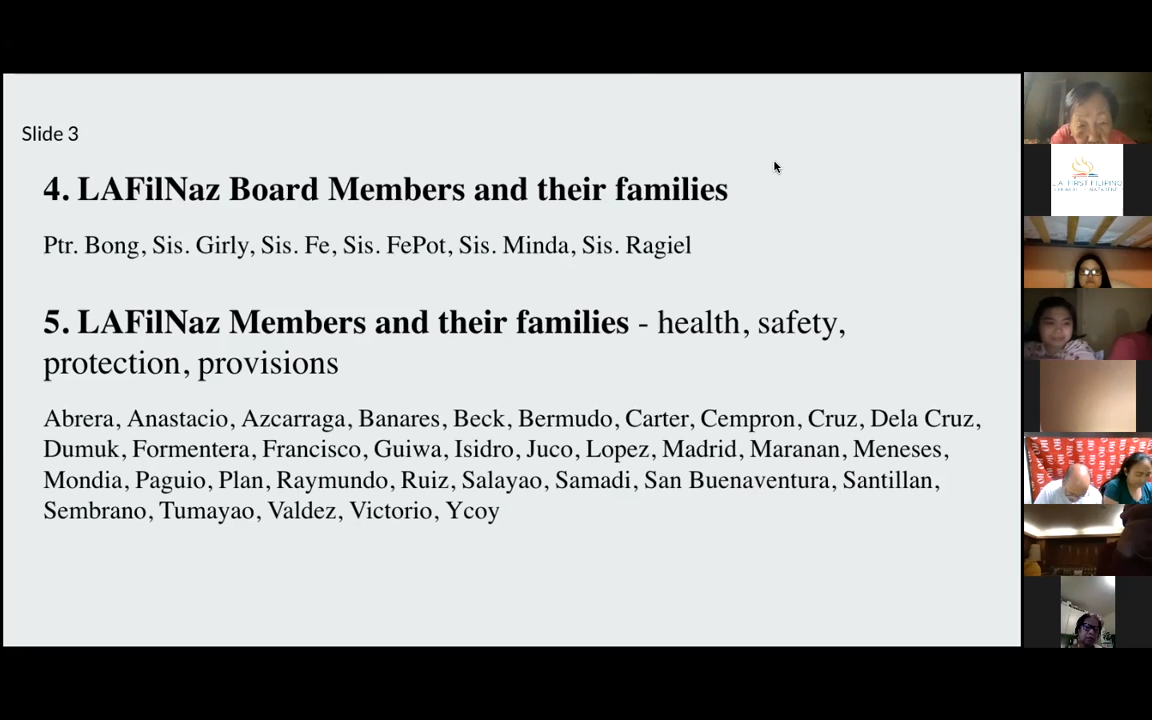 Slide 3
4. LAFilNaz Board Members and their families
Ptr. Bong, Sis. Girly, Sis. Fe, Sis. FePot, Sis. Minda, Sis. Ragiel
5. LAFilNaz Members and their families - health, safety,
protection, provisions
Abrera, Anastacio, Azcarraga, Banares, Beck, Bermudo, Carter, Cempron, Cruz, Dela Cruz,
Dumuk, Formentera, Francisco, Guiwa, Isidro, Juco, Lopez, Madrid, Maranan, Meneses,
Mondia, Paguio, Plan, Raymundo, Ruiz, Salayao, Samadi, San Buenaventura, Santillan,
Sembrano, Tumayao, Valdez, Victorio, Ycoy
L.A. FIRST FILIPINO